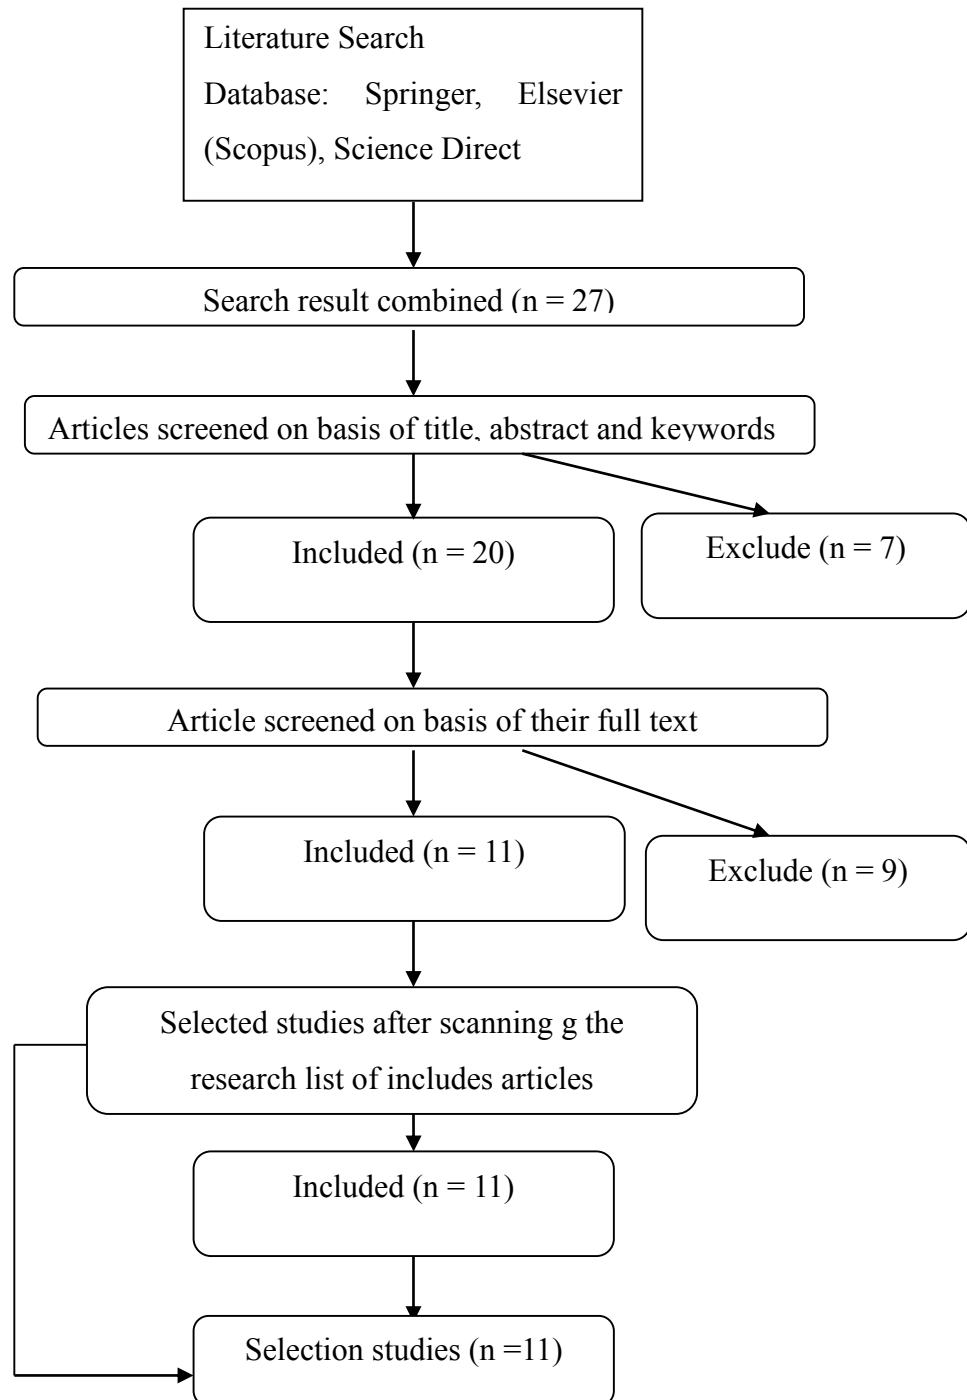 Literature Search
Database: Springer, Elsevier
(Scopus), Science Direct
Search result combined (n = 27)
Articles screened on basis of title, abstract and keywords
Included (n = 20)
Exclude (n = 7)
Article screened on basis of their full text
Included (n = 11)
Exclude (n = 9)
Selected studies after scanning g the
research list of includes articles
Included (n = 11)
Selection studies (n =11)